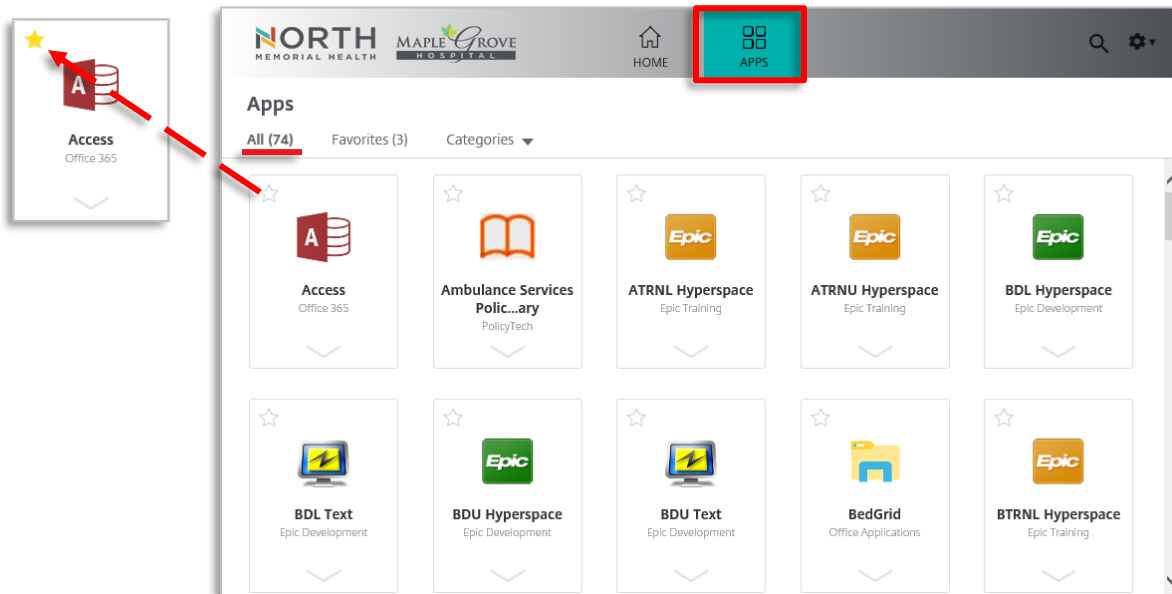 A
Access
Office 365
NORTH
MEMORIAL HEALTH
MAPLE GROVE
HOSPITAL
HOME
APPS
Apps
All (74) Favorites (3) Categories
A
Access
Office 365
Ambulance Services
Polic...ary
PolicyTech
Epic
ATRNL Hyperspace
Epic Training
Epic
ATRNU Hyperspace
Epic Training
Epic
BDL Hyperspace
Epic Development
BDL Text
Epic Development
Epic
BDU Hyperspace
Epic Development
BDU Text
Epic Development
BedGrid
Office Applications
Epic
BTRNL Hyperspace
Epic Training